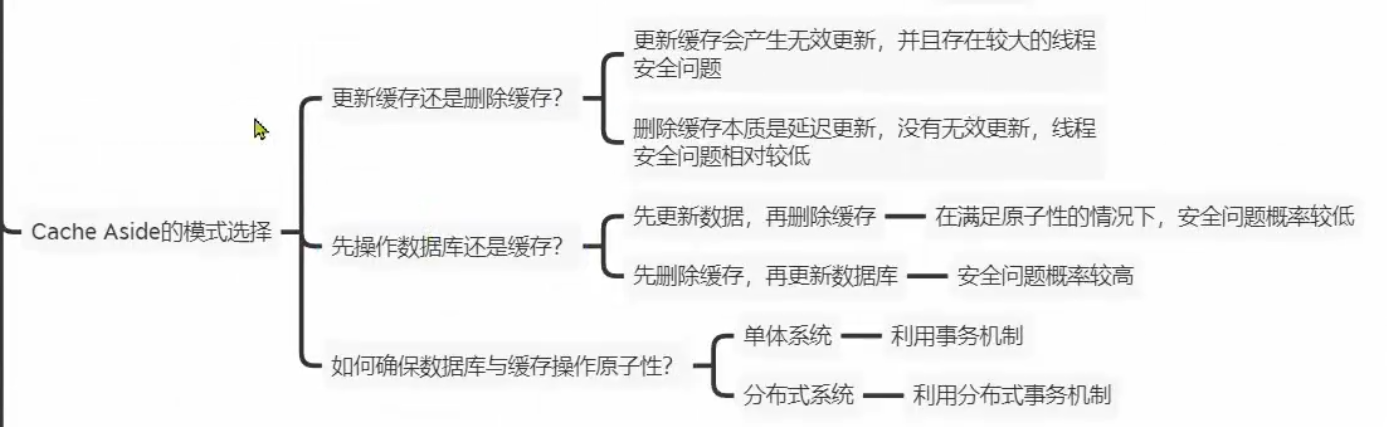 更新缓存会产生无效更新，并且存在较大的线程
安全问题
更新缓存还是删除缓存？
删除缓存本质是延迟更新，没有无效更新，线程
安全问题相对较低
Cache Aside的模式选择
先操作数据库还是缓存？
先更新数据，再删除缓存
在满足原子性的情况下，安全问题概率较低
先删除缓存，再更新数据库
安全问题概率较高
如何确保数据库与缓存操作原子性？
单体系统
利用事务机制
分布式系统
利用分布式事务机制